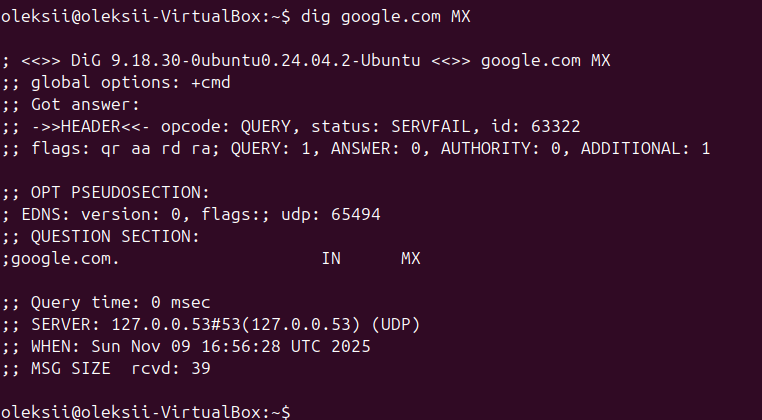 oleksii@oleksii-VirtualBox:~$ dig google.com MX
; <<>> DiG 9.18.30-0ubuntu0.24.04.2-Ubuntu <<>> google.com MX
;; global options: +cmd
;; Got answer:
;; ->>HEADER<<- opcode: QUERY, status: SERVFAIL, id: 63322
;; flags: qr aa rd ra; QUERY: 1, ANSWER: 0, AUTHORITY: 0, ADDITIONAL: 1
;; OPT PSEUDOSECTION:
; EDNS: version: 0, flags:; udp: 65494
;; QUESTION SECTION:
;google.com. IN MX
;; Query time: 0 msec
;; SERVER: 127.0.0.53#53(127.0.0.53) (UDP)
;; WHEN: Sun Nov 09 16:56:28 UTC 2025
;; MSG SIZE  rcvd: 39
oleksii@oleksii-VirtualBox:~$